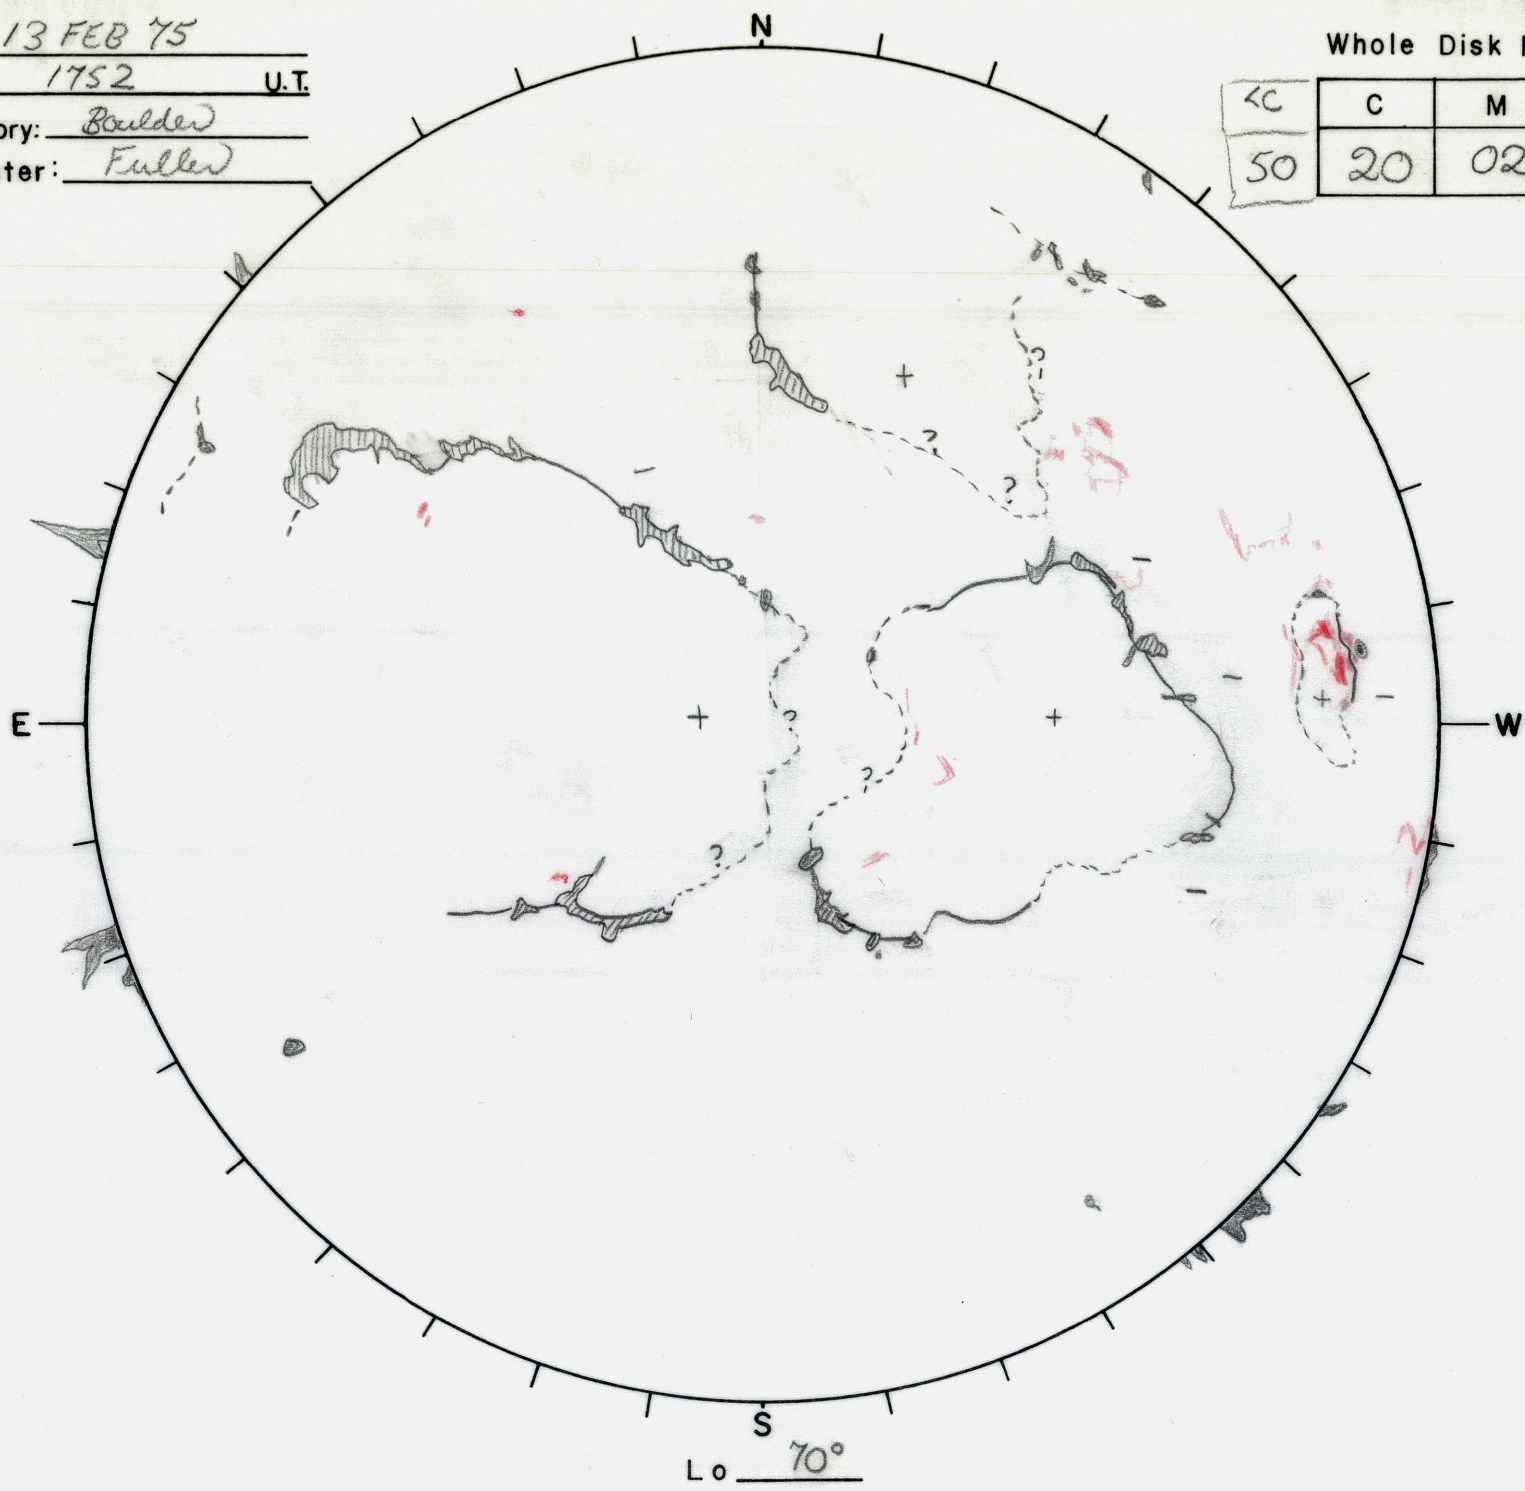 13 FEB 75
1752 U.T.
ory: Boulder
ter: Fuller
N
Whole Disk
<C C M
50 20 02
+
?
?
?
+
-
-
-
-
+ -
E
+
?
+
?
?
-
W
S
Lo 70°